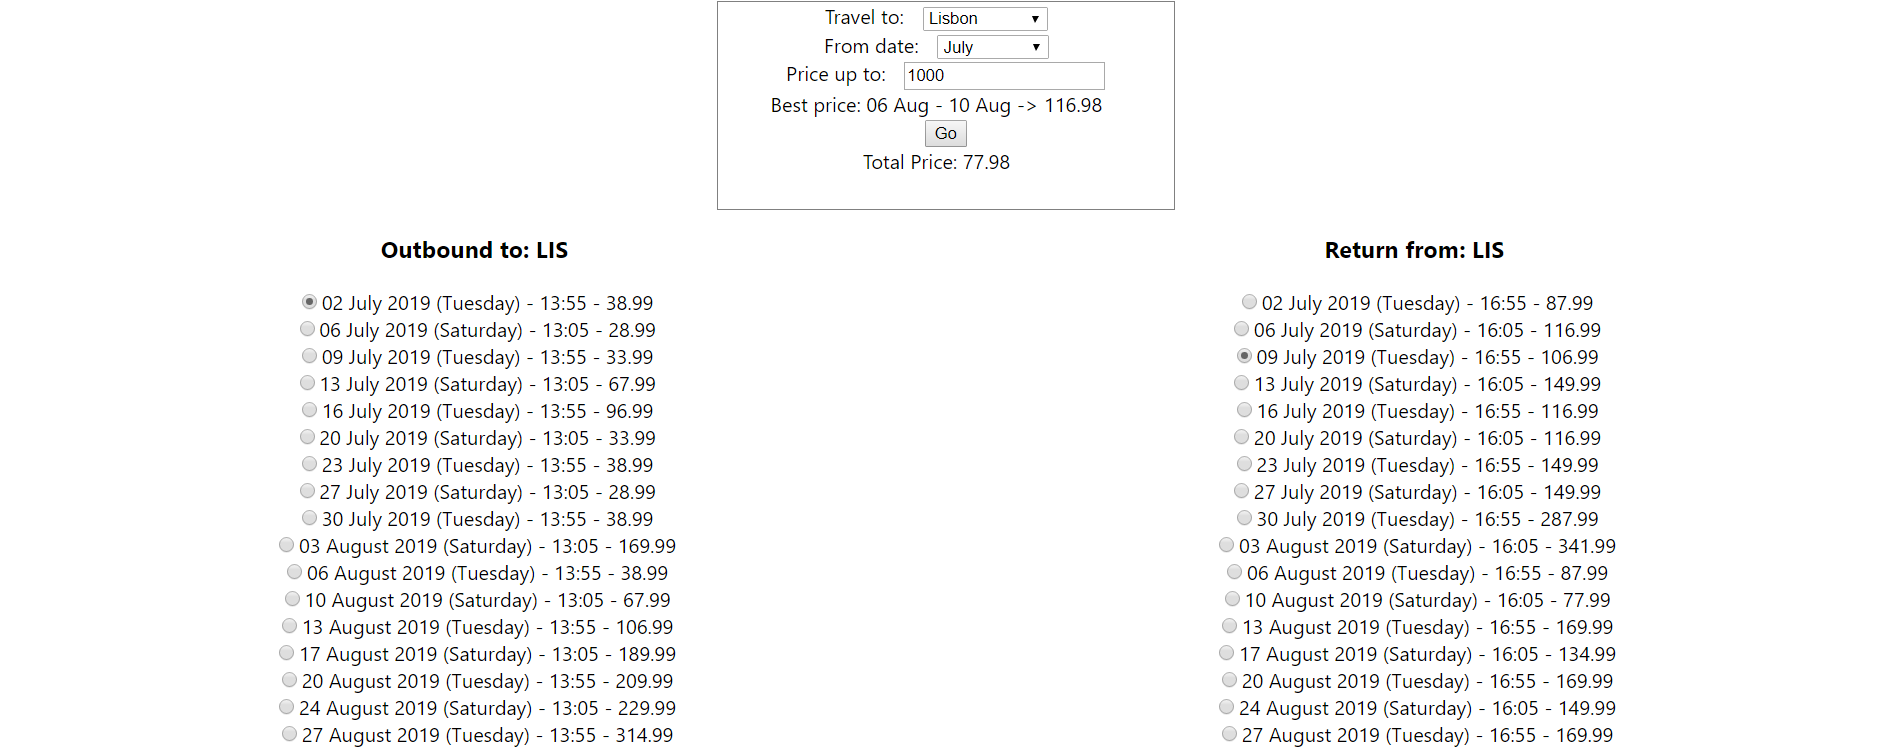 Travel to: Lisbon
From date: July
Price up to: 1000
Best price: 06 Aug - 10 Aug -> 116.98
Go
Total Price: 77.98
Outbound to: LIS
02 July 2019 (Tuesday) - 13:55 - 38.99
06 July 2019 (Saturday) - 13:05 - 28.99
09 July 2019 (Tuesday) - 13:55 - 33.99
13 July 2019 (Saturday) - 13:05 - 67.99
16 July 2019 (Tuesday) - 13:55 - 96.99
20 July 2019 (Saturday) - 13:05 - 33.99
23 July 2019 (Tuesday) - 13:55 - 38.99
27 July 2019 (Saturday) - 13:05 - 28.99
30 July 2019 (Tuesday) - 13:55 - 38.99
03 August 2019 (Saturday) - 13:05 - 169.99
06 August 2019 (Tuesday) - 13:55 - 38.99
10 August 2019 (Saturday) - 13:05 - 67.99
13 August 2019 (Tuesday) - 13:55 - 106.99
17 August 2019 (Saturday) - 13:05 - 189.99
20 August 2019 (Tuesday) - 13:55 - 209.99
24 August 2019 (Saturday) - 13:05 - 229.99
27 August 2019 (Tuesday) - 13:55 - 314.99
Return from: LIS
02 July 2019 (Tuesday) - 16:55 - 87.99
06 July 2019 (Saturday) - 16:05 - 116.99
09 July 2019 (Tuesday) - 16:55 - 106.99
13 July 2019 (Saturday) - 16:05 - 149.99
16 July 2019 (Tuesday) - 16:55 - 116.99
20 July 2019 (Saturday) - 16:05 - 116.99
23 July 2019 (Tuesday) - 16:55 - 149.99
27 July 2019 (Saturday) - 16:05 - 149.99
30 July 2019 (Tuesday) - 16:55 - 287.99
03 August 2019 (Saturday) - 16:05 - 341.99
06 August 2019 (Tuesday) - 16:55 - 87.99
10 August 2019 (Saturday) - 16:05 - 77.99
13 August 2019 (Tuesday) - 16:55 - 169.99
17 August 2019 (Saturday) - 16:05 - 134.99
20 August 2019 (Tuesday) - 16:55 - 169.99
24 August 2019 (Saturday) - 16:05 - 149.99
27 August 2019 (Tuesday) - 16:55 - 169.99